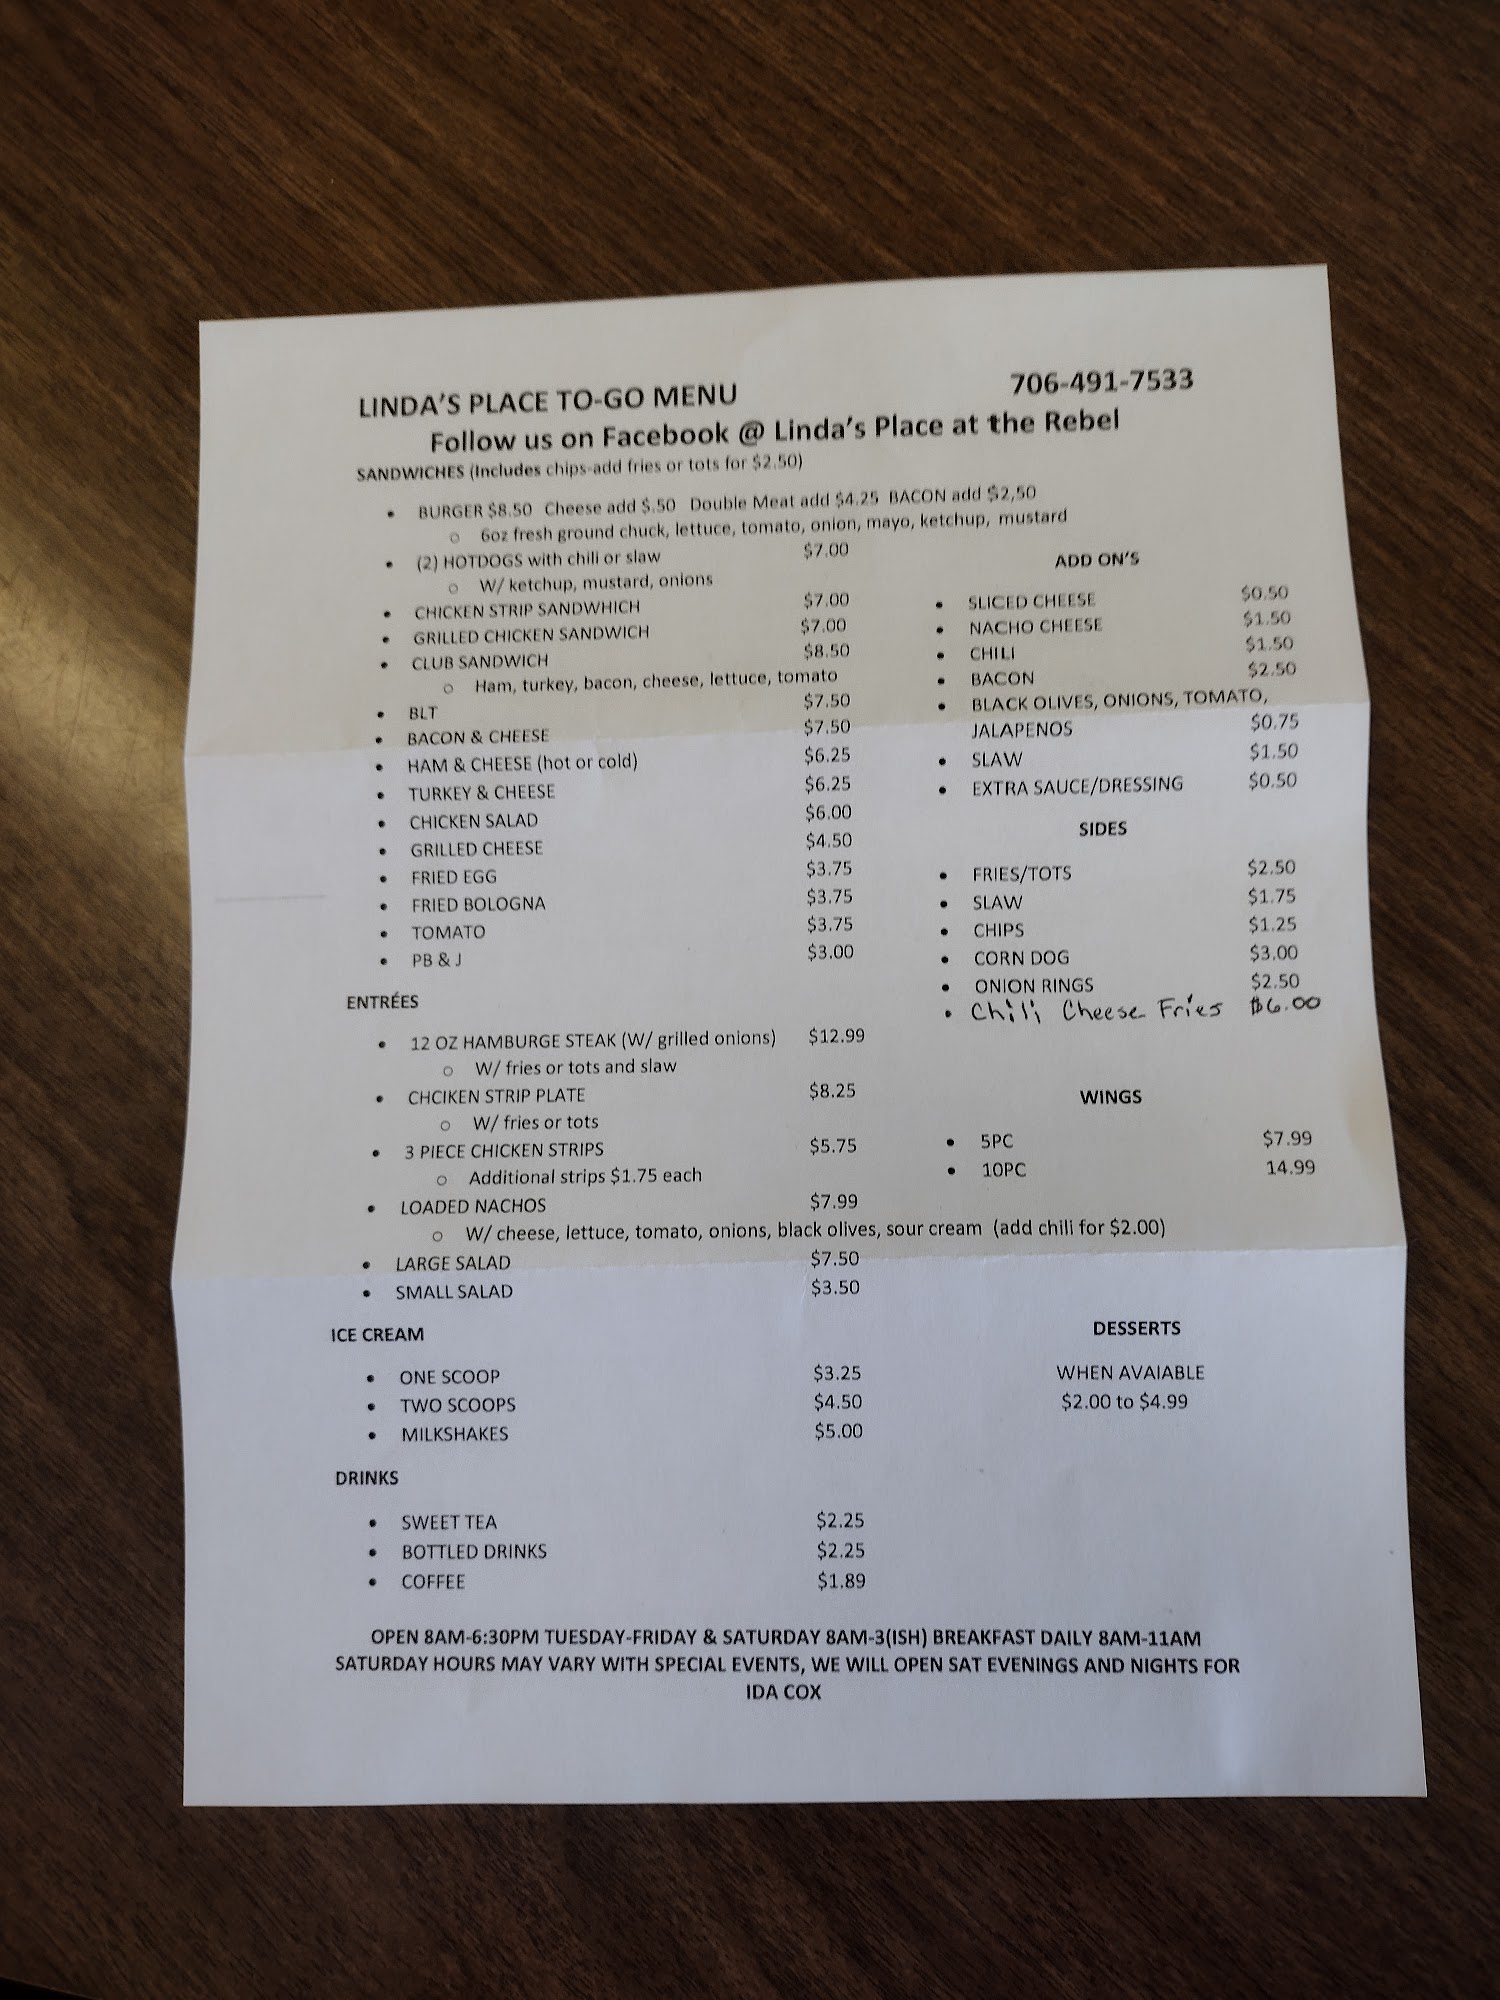 LINDA'S PLACE TO-GO MENU 706-491-7533
Follow us on Facebook @ Linda's Place at the Rebel
SANDWICHES (Includes chips-add fries or tots for $2.50)
• BURGER $8.50 Cheese add $.50 Double Meat add $4.25 BACON add $2,50
o 6oz fresh ground chuck, lettuce, tomato, onion, mayo, ketchup, mustard
• (2) HOTDOGS with chili or slaw $7.00
o W/ ketchup, mustard, onions
• CHICKEN STRIP SANDWHICH $7.00
• GRILLED CHICKEN SANDWICH $7.00
• CLUB SANDWICH $8.50
o Ham, turkey, bacon, cheese, lettuce, tomato
• BLT $7.50
• BACON & CHEESE $7.50
• HAM & CHEESE (hot or cold) $6.25
• TURKEY & CHEESE $6.25
• CHICKEN SALAD $6.00
• GRILLED CHEESE $4.50
• FRIED EGG $3.75
• FRIED BOLOGNA $3.75
• TOMATO $3.75
• PB & J $3.00
ADD ON'S
• SLICED CHEESE $0.50
• NACHO CHEESE $1.50
• CHILI $1.50
• BACON $2.50
• BLACK OLIVES, ONIONS, TOMATO,
JALAPENOS $0.75
• SLAW $1.50
• EXTRA SAUCE/DRESSING $0.50
SIDES
• FRIES/TOTS $2.50
• SLAW $1.75
• CHIPS $1.25
• CORN DOG $3.00
• ONION RINGS $2.50
• Chili Cheese Fries $6.00
ENTRÉES
• 12 OZ HAMBURGE STEAK (W/ grilled onions) $12.99
o W/ fries or tots and slaw
• CHCIKEN STRIP PLATE $8.25
o W/ fries or tots
• 3 PIECE CHICKEN STRIPS $5.75
o Additional strips $1.75 each
• LOADED NACHOS $7.99
o W/ cheese, lettuce, tomato, onions, black olives, sour cream (add chili for $2.00)
• LARGE SALAD $7.50
• SMALL SALAD $3.50
WINGS
• 5PC $7.99
• 10PC 14.99
ICE CREAM
• ONE SCOOP $3.25
• TWO SCOOPS $4.50
• MILKSHAKES $5.00
DESSERTS
WHEN AVAIABLE
$2.00 to $4.99
DRINKS
• SWEET TEA $2.25
• BOTTLED DRINKS $2.25
• COFFEE $1.89
OPEN 8AM-6:30PM TUESDAY-FRIDAY & SATURDAY 8AM-3(ISH) BREAKFAST DAILY 8AM-11AM
SATURDAY HOURS MAY VARY WITH SPECIAL EVENTS, WE WILL OPEN SAT EVENINGS AND NIGHTS FOR
IDA COX